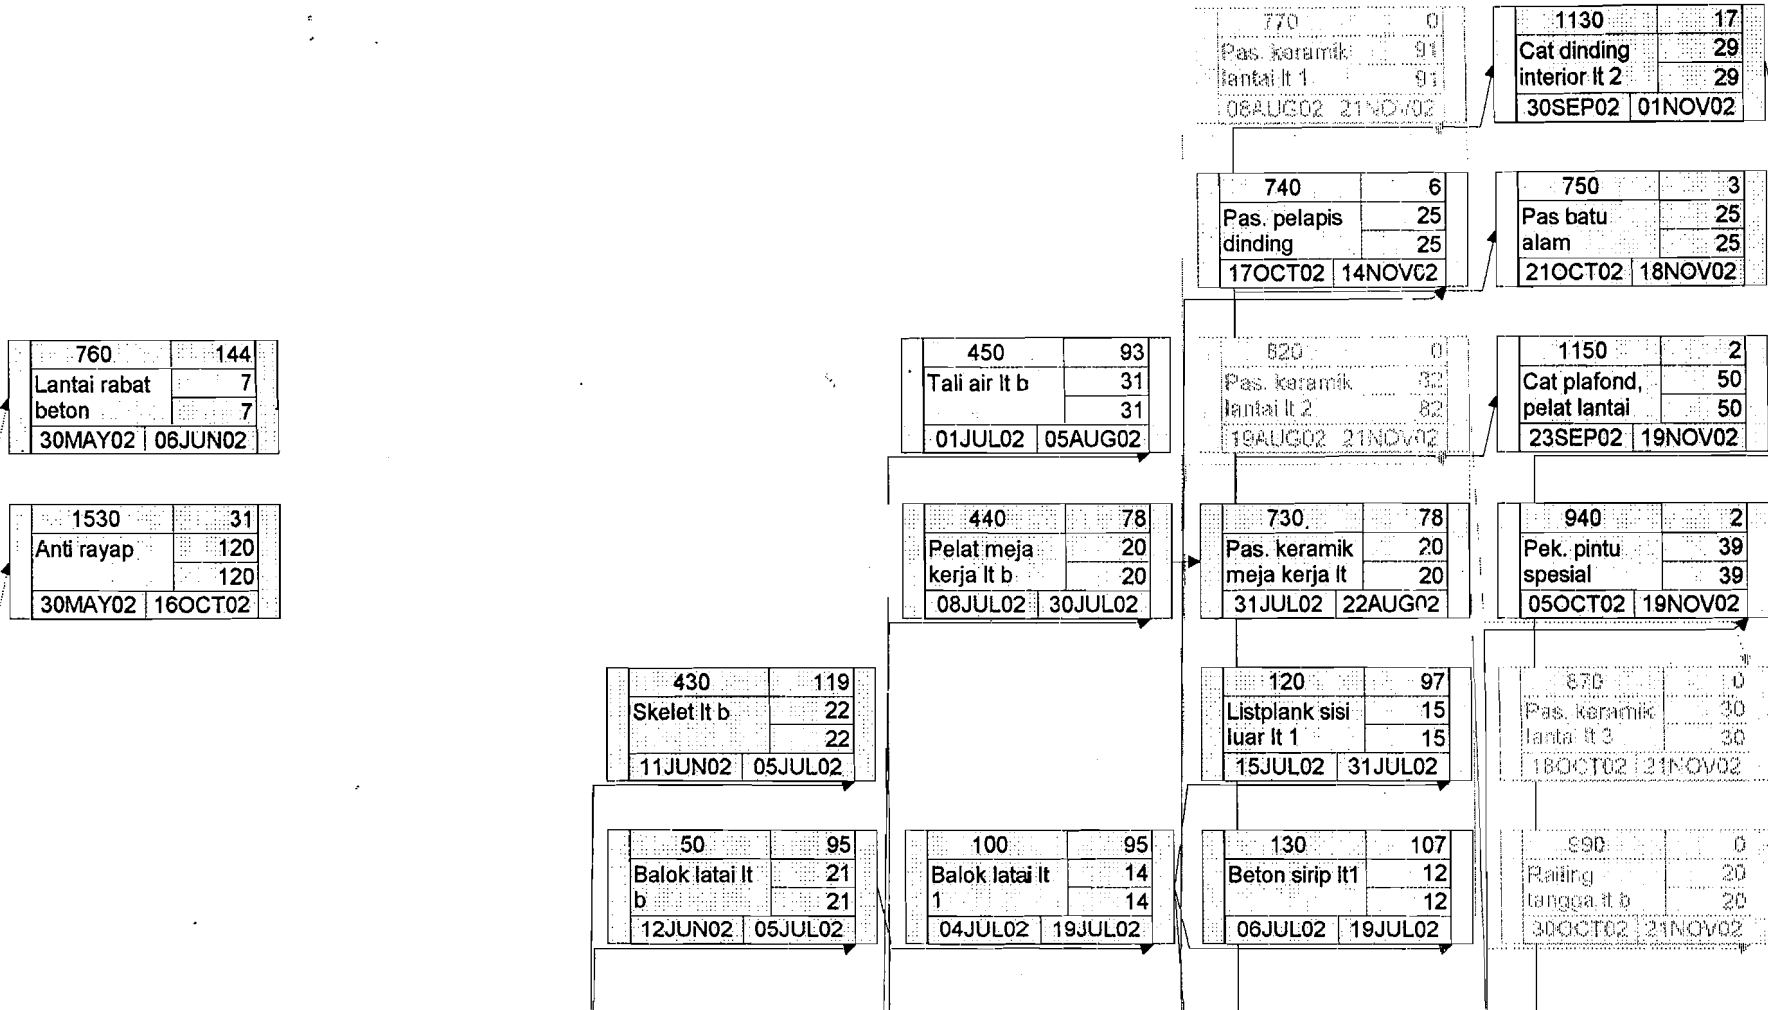 770 0
Pas. keramik 91
lantai lt 1 91
08AUG02 21NOV02
1130 17
Cat dinding 29
interior lt 2 29
30SEP02 01NOV02
740 6
Pas. pelapis 25
dinding 25
17OCT02 14NOV02
750 3
Pas batu 25
alam 25
21OCT02 18NOV02
760 144
Lantai rabat 7
beton 7
30MAY02 06JUN02
450 93
Tali air lt b 31
31
01JUL02 05AUG02
820 0
Pas. keramik 82
lantai lt 2 82
19AUG02 21NOV02
1150 2
Cat plafond, 50
pelat lantai 50
23SEP02 19NOV02
1530 31
Anti rayap 120
120
30MAY02 16OCT02
440 78
Pelat meja 20
kerja lt b 20
08JUL02 30JUL02
730 78
Pas. keramik 20
meja kerja lt 20
31JUL02 22AUG02
940 2
Pek. pintu 39
spesial 39
05OCT02 19NOV02
430 119
Skelet lt b 22
22
11JUN02 05JUL02
120 97
Listplank sisi 15
luar lt 1 15
15JUL02 31JUL02
870 0
Pas. keramik 30
lantai lt 3 30
18OCT02 21NOV02
50 95
Balok latai lt 21
b 21
12JUN02 05JUL02
100 95
Balok latai lt 14
1 14
04JUL02 19JUL02
130 107
Beton sirip lt1 12
12
06JUL02 19JUL02
990 0
Railing 20
tangga lt b 20
30OCT02 21NOV02